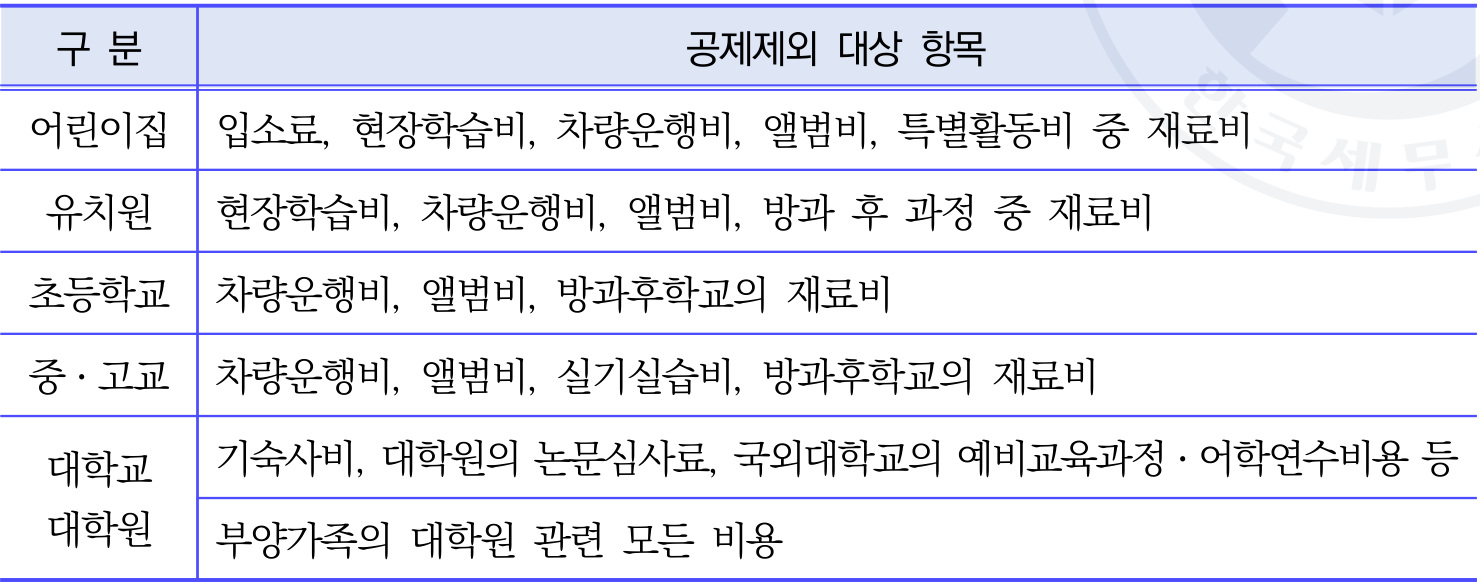 구 분 공제제외 대상 항목
어린이집 입소료, 현장학습비, 차량운행비, 앨범비, 특별활동비 중 재료비
유치원 현장학습비, 차량운행비, 앨범비, 방과 후 과정 중 재료비
초등학교 차량운행비, 앨범비, 방과후학교의 재료비
중·고교 차량운행비, 앨범비, 실기실습비, 방과후학교의 재료비
대학교
대학원
기숙사비, 대학원의 논문심사료, 국외대학교의 예비교육과정·어학연수비용 등
부양가족의 대학원 관련 모든 비용
한국세무